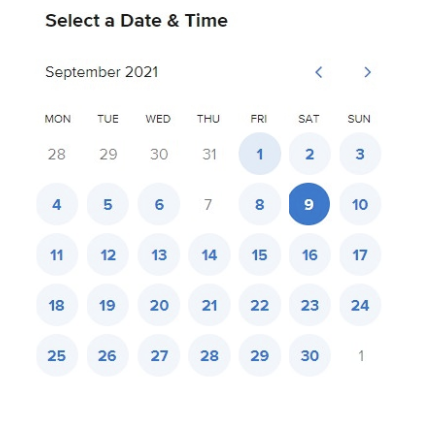 Select a Date & Time
September 2021
MON TUE WED THU FRI SAT SUN
28 29 30 31 1 2 3
4 5 6 7 8 9 10
11 12 13 14 15 16 17
18 19 20 21 22 23 24
25 26 27 28 29 30 1